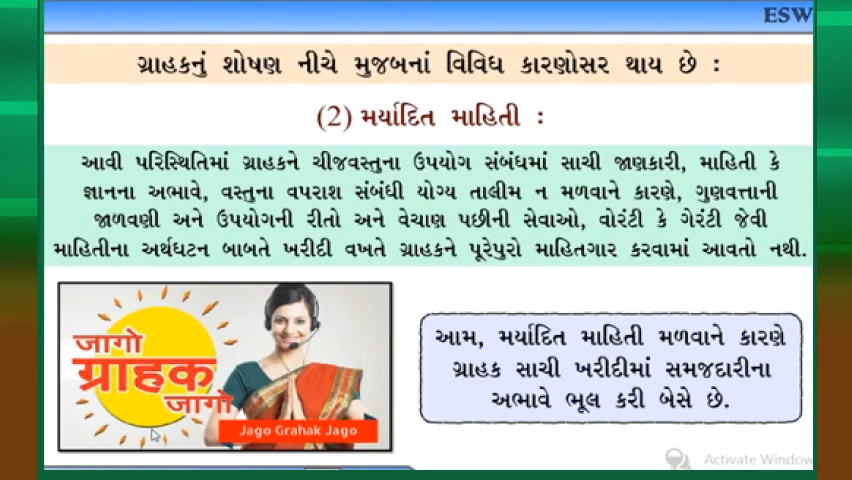 ESW
ગ્રાહકનું શોષણ નીચે મુજબનાં વિવિધ કારણોસર થાય છે :
(2) મર્યાદિત માહિતી :
આવી પરિસ્થિતિમાં ગ્રાહકને ચીજવસ્તુના ઉપયોગ સંબંધમાં સાચી જાણકારી, માહિતી કે
જ્ઞાનના અભાવે, વસ્તુના વપરાશ સંબંધી યોગ્ય તાલીમ ન મળવાને કારણે, ગુણવત્તાની
જાળવણી અને ઉપયોગની રીતો અને વેચાણ પછીની સેવાઓ, વોરંટી કે ગેરંટી જેવી
માહિતીના અર્થઘટન બાબતે ખરીદી વખતે ગ્રાહકને પૂરેપુરો માહિતગાર કરવામાં આવતો નથી.
જાગો
ગ્રાહક
જાગો
Jago Grahak Jago
આમ, મર્યાદિત માહિતી મળવાને કારણે
ગ્રાહક સાચી ખરીદીમાં સમજદારીના
અભાવે ભૂલ કરી બેસે છે.
Activate Window